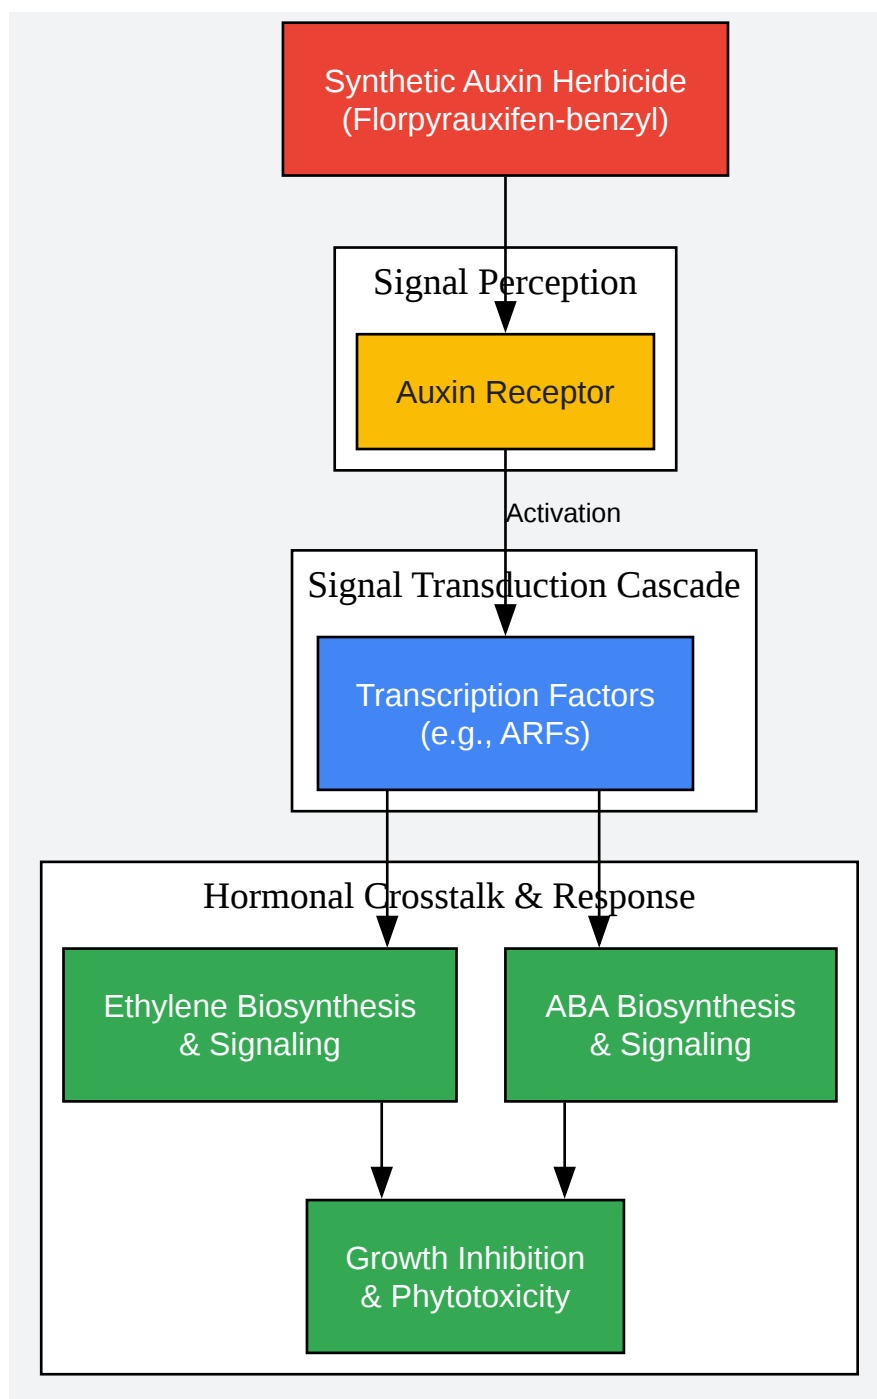 Synthetic Auxin Herbicide
(Florpyrauxifen-benzyl)
Signal Perception
Auxin Receptor
Activation
Signal Transduction Cascade
Transcription Factors
(e.g., ARFs)
Hormonal Crosstalk & Response
Ethylene Biosynthesis
& Signaling
ABA Biosynthesis
& Signaling
Growth Inhibition
& Phytotoxicity